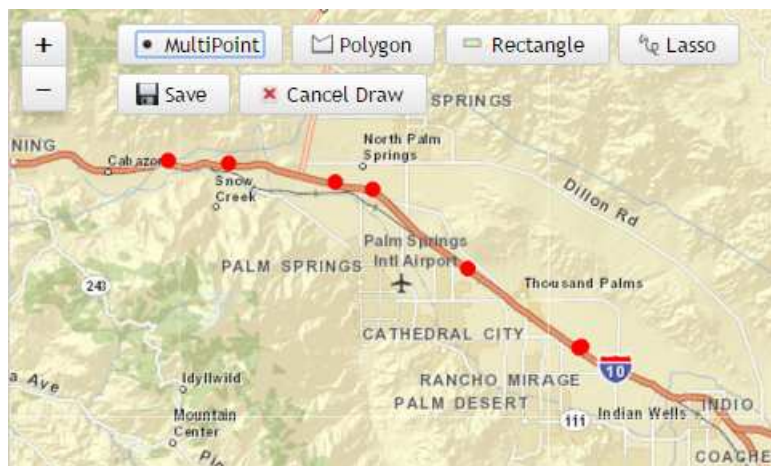 +
MultiPoint
Polygon
Rectangle
Lasso
−
Save
Cancel Draw
SPRINGS
NING
North Palm
Springs
Cabazon
Snow
Creek
Dillon Rd
Palm Springs
Intl Airport
PALM SPRINGS
Thousand Palms
243
CATHEDRAL CITY
10
RANCHO MIRAGE
a Ave
Idyllwild
PALM DESERT
111
Indian Wells
INDIO
Mountain
Center
COACHE